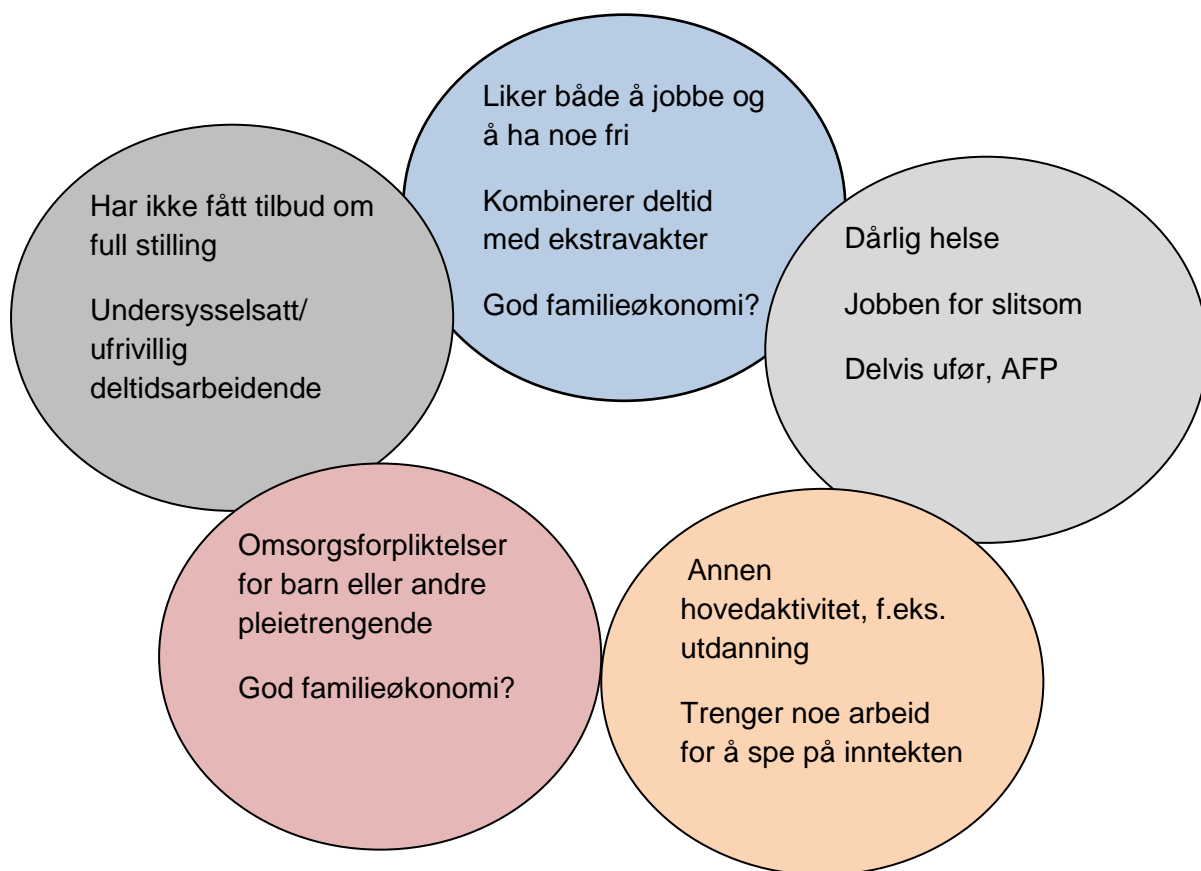 Liker både å jobbe og
å ha noe fri
Kombinerer deltid
med ekstravakter
God familieøkonomi?
Har ikke fått tilbud om
full stilling
Undersysselsatt/
ufrivillig
deltidsarbeidende
Dårlig helse
Jobben for slitsom
Delvis ufør, AFP
Omsorgsforpliktelser
for barn eller andre
pleietrengende
God familieøkonomi?
Annen
hovedaktivitet, f.eks.
utdanning
Trenger noe arbeid
for å spe på inntekten